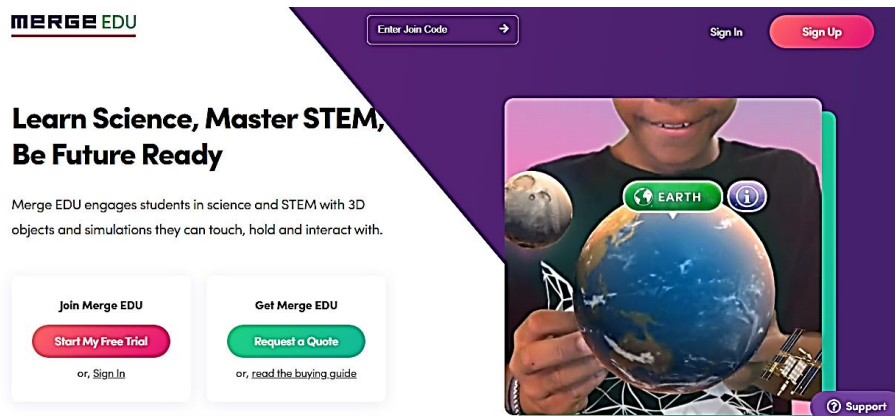 MERGE EDU
Enter Join Code
Sign In
Sign Up
Learn Science, Master STEM,
Be Future Ready
Merge EDU engages students in science and STEM with 3D
objects and simulations they can touch, hold and interact with.
EARTH
Join Merge EDU
Start My Free Trial
or, Sign In
Get Merge EDU
Request a Quote
or, read the buying guide
Support